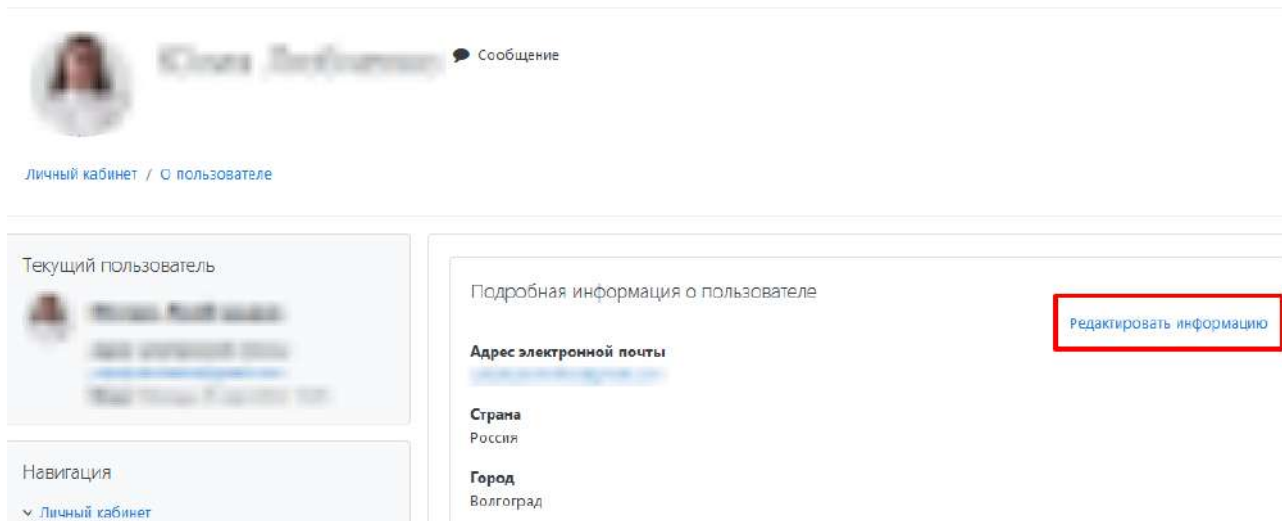 Сообщение
Личный кабинет / О пользователе
Текущий пользователь
Подробная информация о пользователе
Редактировать информацию
Адрес электронной почты
Страна
Россия
Навигация
Город
Волгоград
Личный кабинет